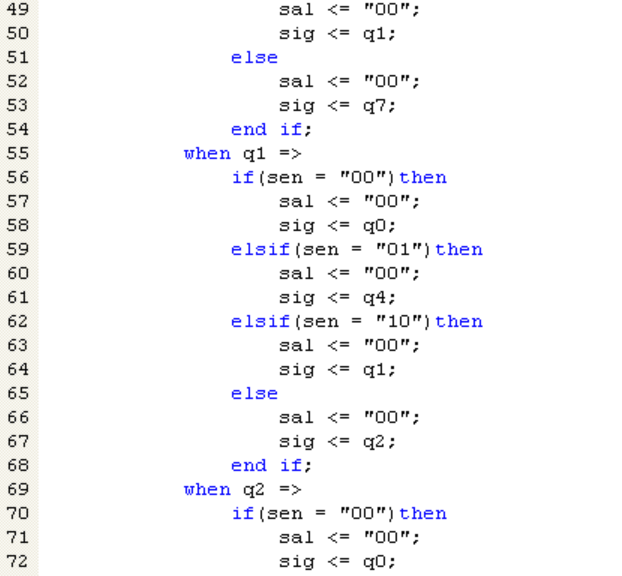 49 sal <= "00";
50 sig <= q1;
51 else
52 sal <= "00";
53 sig <= q7;
54 end if;
55 when q1 =>
56 if(sen = "00")then
57 sal <= "00";
58 sig <= q0;
59 elsif(sen = "01")then
60 sal <= "00";
61 sig <= q4;
62 elsif(sen = "10")then
63 sal <= "00";
64 sig <= q1;
65 else
66 sal <= "00";
67 sig <= q2;
68 end if;
69 when q2 =>
70 if(sen = "00")then
71 sal <= "00";
72 sig <= q0;